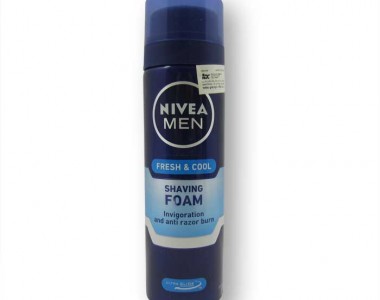 NIVEA
MEN
FRESH & COOL
SHAVING
FOAM
Invigoration
and anti razor burn